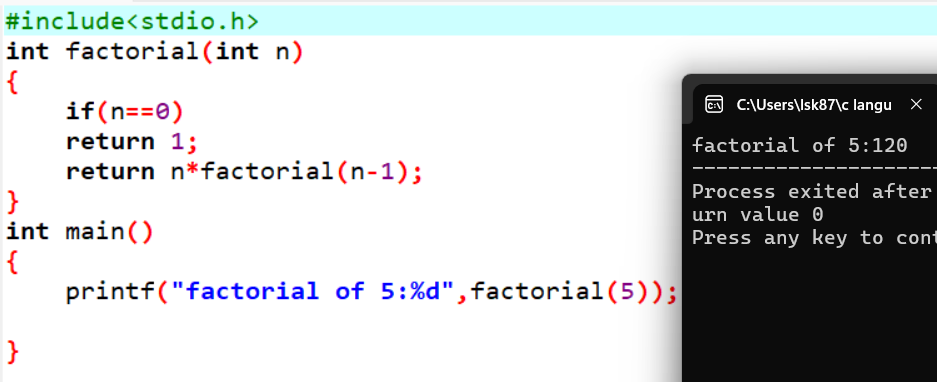 #include<stdio.h>
int factorial(int n)
{
    if(n==0)
    return 1;
    return n*factorial(n-1);
}
int main()
{
    printf("factorial of 5:%d",factorial(5));
}
C:\Users\lsk87\c langu
factorial of 5:120
--------------------
Process exited after
urn value 0
Press any key to cont